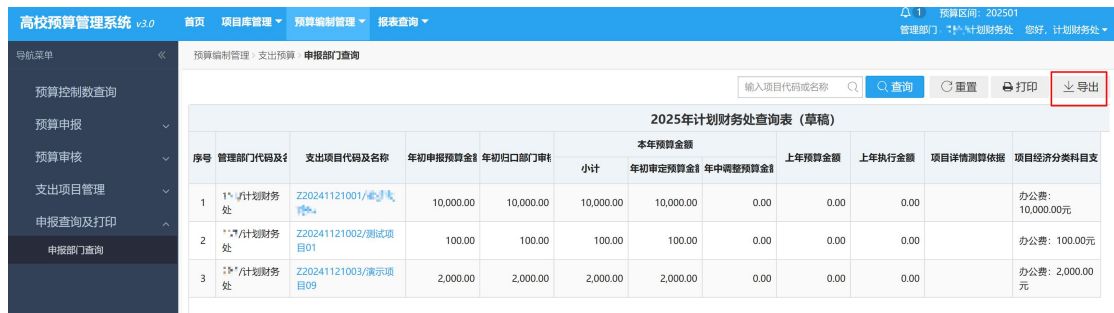 高校预算管理系统 v3.0
首页 项目库管理 预算编制管理 报表查询
1 预算区间: 202501
管理部门: 计划财务处 您好, 计划财务处
导航菜单
预算编制管理 > 支出预算 > 申报部门查询
输入项目代码或名称 查询 重置 打印 导出
预算控制数查询
预算申报
预算审核
支出项目管理
申报查询及打印
申报部门查询
2025年计划财务处查询表（草稿）
序号 管理部门代码及 支出项目代码及名称 年初申报预算金 年初归口部门审 本年预算金额 上年预算金额 上年执行金额 项目详情测算依据 项目经济分类科目支
小计 年初审定预算金 年中调整预算金
1 /计划财务处 Z20241121001/ 10,000.00 10,000.00 10,000.00 10,000.00 0.00 0.00 0.00 办公费: 10,000.00元
2 /计划财务处 Z20241121002/测试项目01 100.00 100.00 100.00 100.00 0.00 0.00 0.00 办公费: 100.00元
3 /计划财务处 Z20241121003/演示项目09 2,000.00 2,000.00 2,000.00 2,000.00 0.00 0.00 0.00 办公费: 2,000.00元